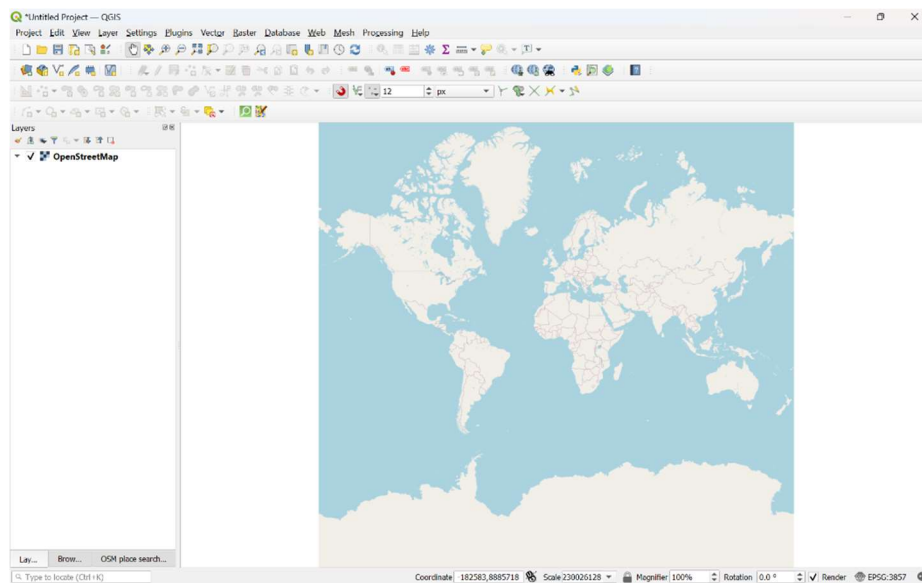 *Untitled Project — QGIS
Project Edit View Layer Settings Plugins Vector Raster Database Web Mesh Processing Help
12 px
Layers
OpenStreetMap
Lay... Brow... OSM place search...
Type to locate (Ctrl+K) Coordinate 182583,8885718 Scale 230026128 Magnifier 100% Rotation 0.0 ° Render EPSG:3857